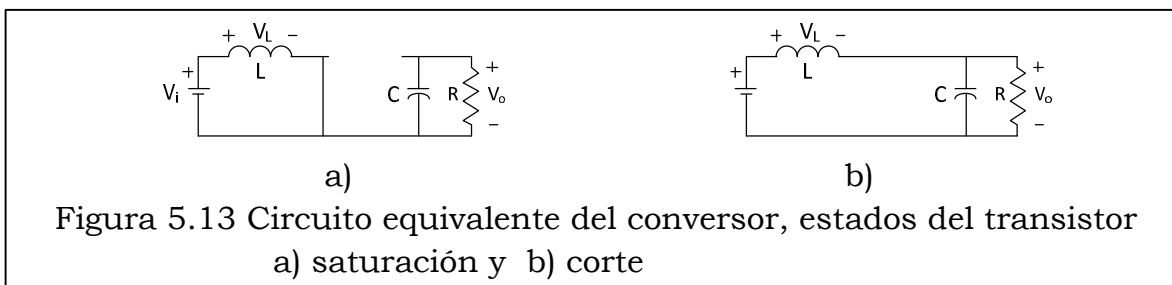 + V_L − + V_L −
+ L + + L +
V_i C R V_o C R V_o
− −
a) b)
Figura 5.13 Circuito equivalente del conversor, estados del transistor
a) saturación y b) corte